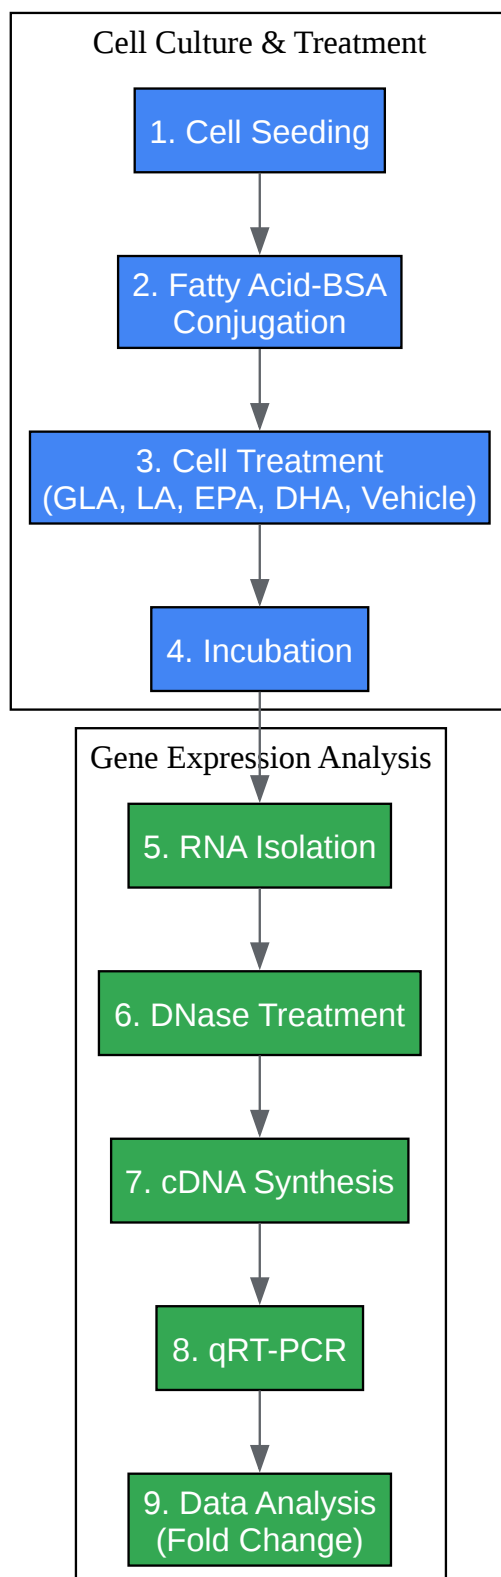 Cell Culture & Treatment
1. Cell Seeding
2. Fatty Acid-BSA
Conjugation
3. Cell Treatment
(GLA, LA, EPA, DHA, Vehicle)
4. Incubation
Gene Expression Analysis
5. RNA Isolation
6. DNase Treatment
7. cDNA Synthesis
8. qRT-PCR
9. Data Analysis
(Fold Change)